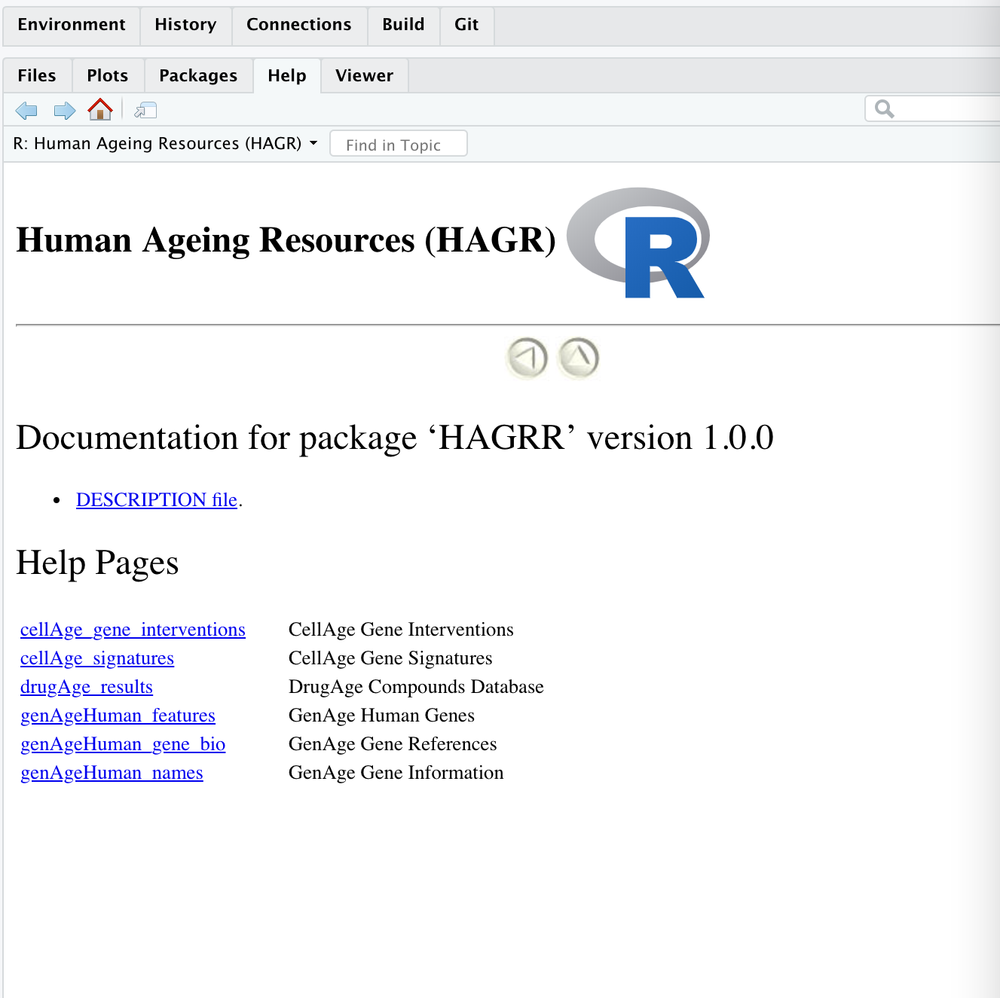 Environment History Connections Build Git
Files Plots Packages Help Viewer
R: Human Ageing Resources (HAGR) Find in Topic
Human Ageing Resources (HAGR) R
Documentation for package ‘HAGRR’ version 1.0.0
DESCRIPTION file.
Help Pages
cellAge_gene_interventions CellAge Gene Interventions
cellAge_signatures CellAge Gene Signatures
drugAge_results DrugAge Compounds Database
genAgeHuman_features GenAge Human Genes
genAgeHuman_gene_bio GenAge Gene References
genAgeHuman_names GenAge Gene Information